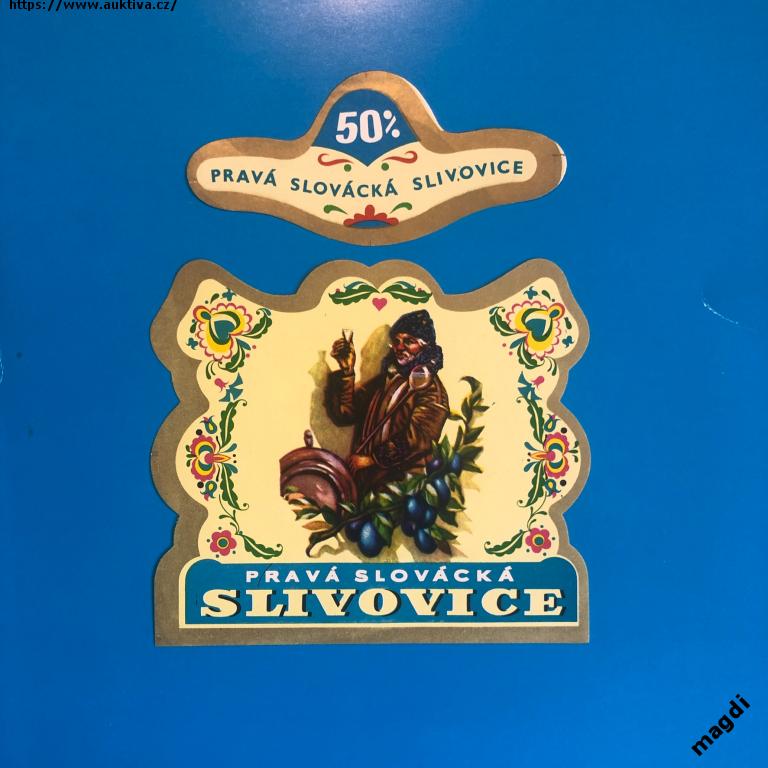 https://www.auktiva.cz/
50%
PRAVÁ SLOVÁCKÁ SLIVOVICE
PRAVÁ SLOVÁCKÁ
SLIVOVICE
magdi